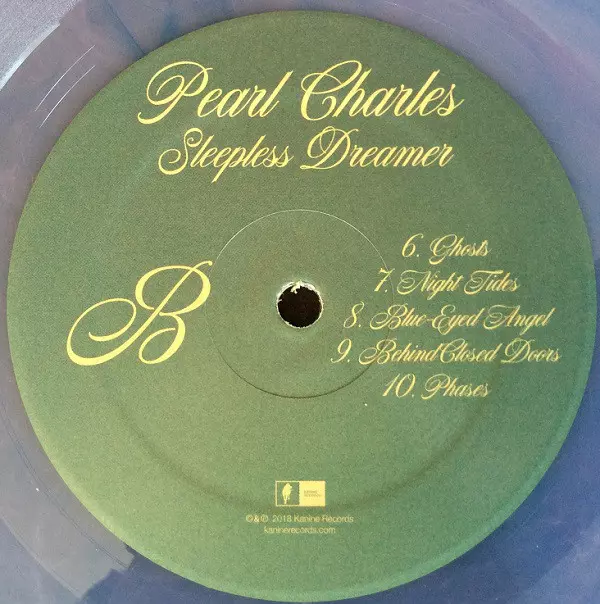 Pearl Charles
Sleepless Dreamer
B
6. Ghosts
7. Night Tides
8. Blue-Eyed Angel
9. Behind Closed Doors
10. Phases
©&℗ 2018 Kanine Records
kaninerecords.com